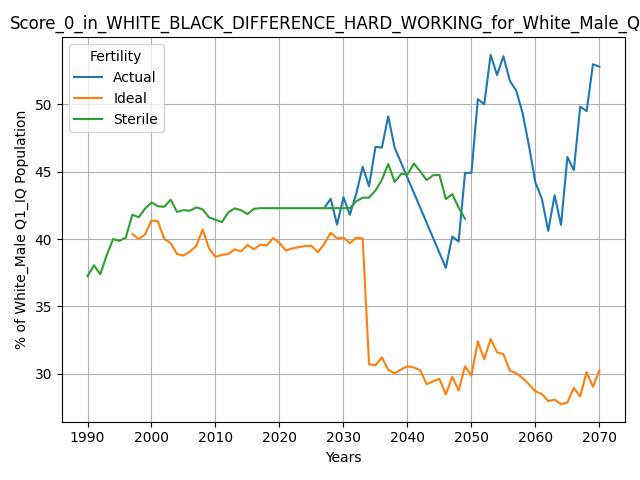 Score_0_in_WHITE_BLACK_DIFFERENCE_HARD_WORKING_for_White_Male_Q
Fertility
Actual
Ideal
Sterile
% of White_Male Q1_IQ Population
50
45
40
35
30
1990 2000 2010 2020 2030 2040 2050 2060 2070
Years